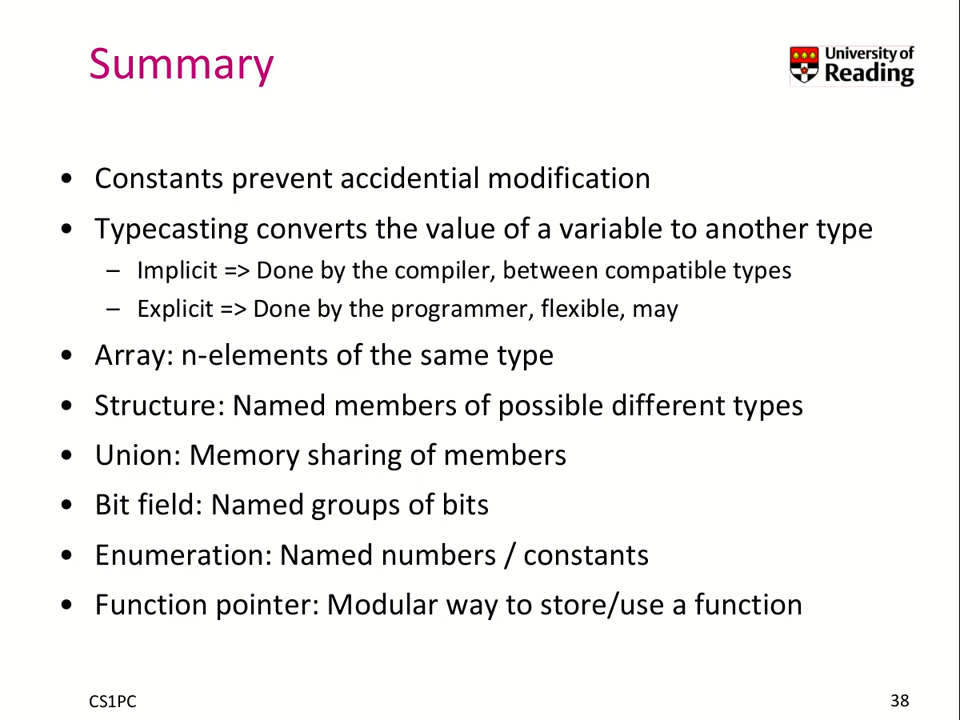 Summary
University of
Reading
• Constants prevent accidential modification
• Typecasting converts the value of a variable to another type
– Implicit => Done by the compiler, between compatible types
– Explicit => Done by the programmer, flexible, may
• Array: n-elements of the same type
• Structure: Named members of possible different types
• Union: Memory sharing of members
• Bit field: Named groups of bits
• Enumeration: Named numbers / constants
• Function pointer: Modular way to store/use a function
CS1PC
38